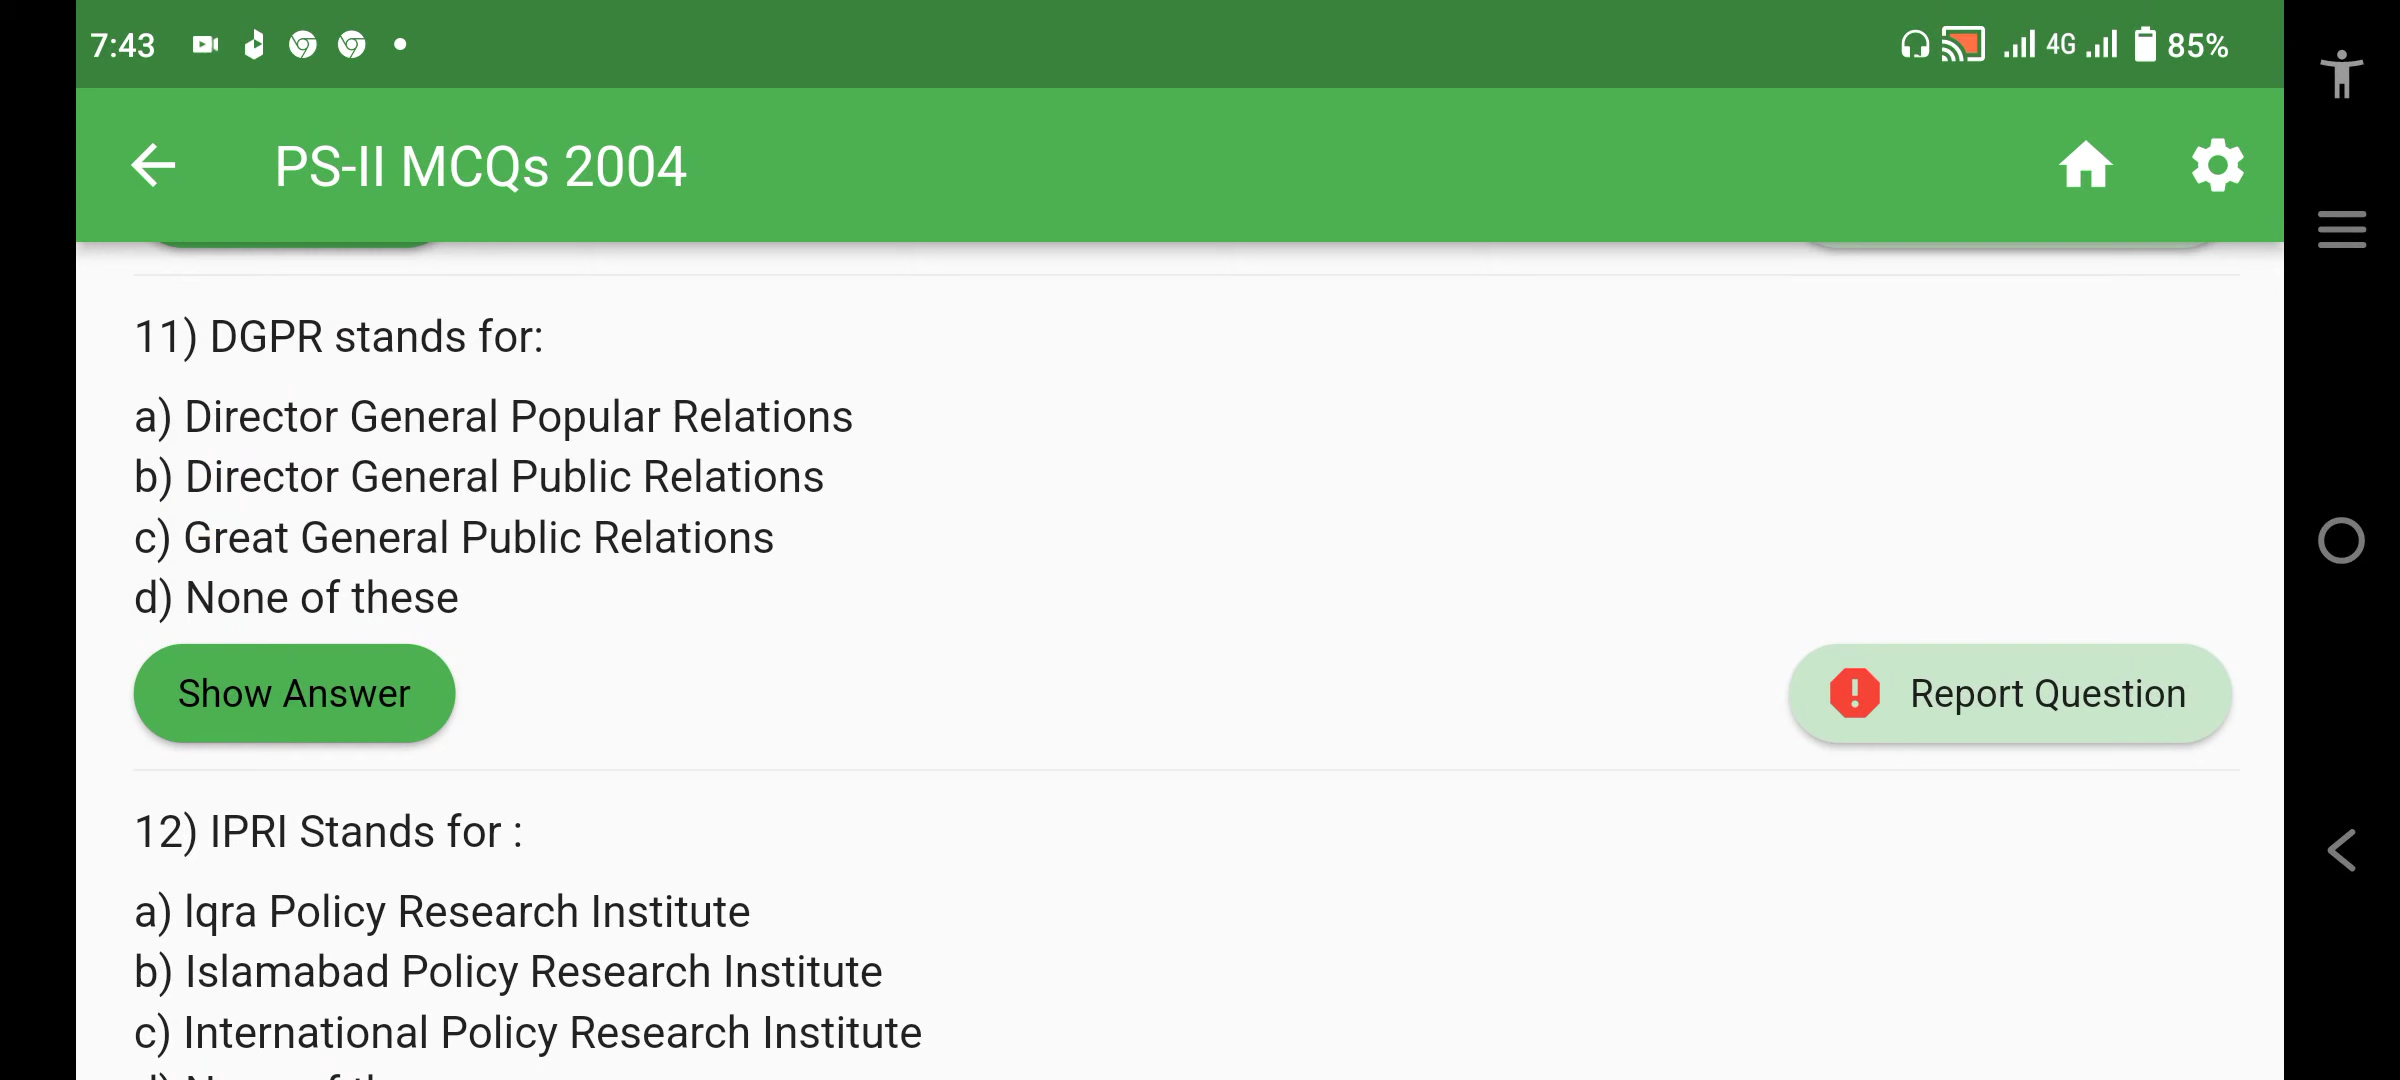 7:43 4G 85%
PS-II MCQs 2004
11) DGPR stands for:
a) Director General Popular Relations
b) Director General Public Relations
c) Great General Public Relations
d) None of these
Show Answer
Report Question
12) IPRI Stands for :
a) lqra Policy Research Institute
b) Islamabad Policy Research Institute
c) International Policy Research Institute